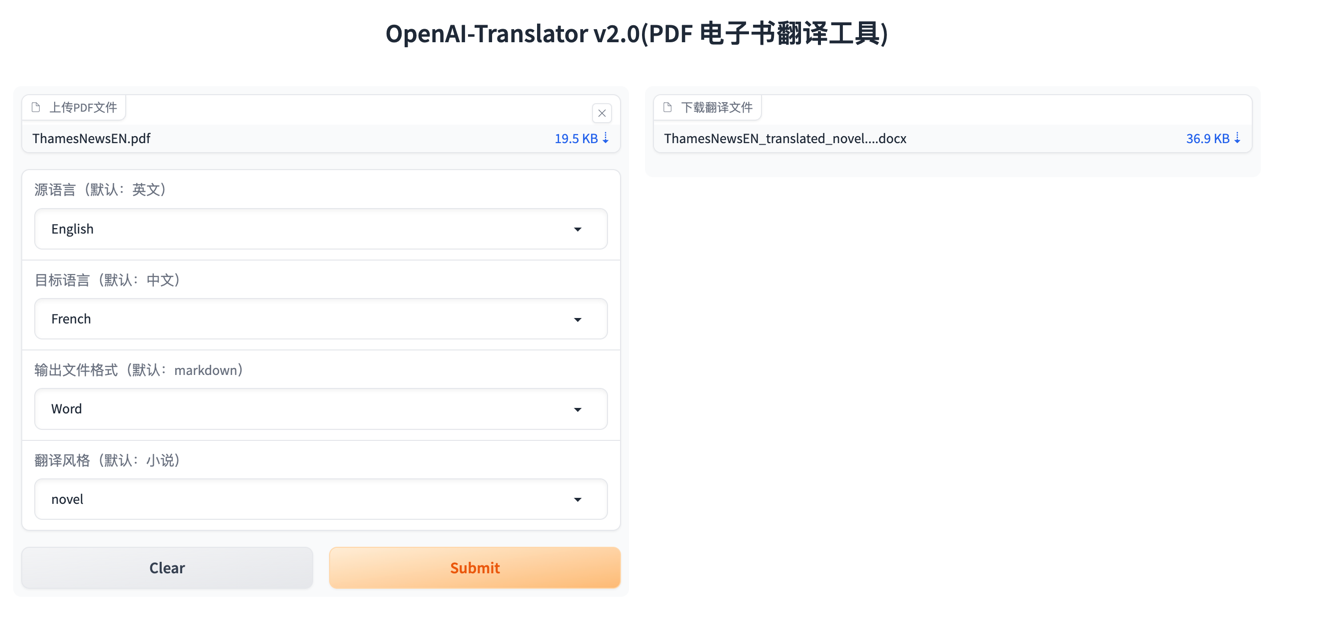 OpenAI-Translator v2.0(PDF 电子书翻译工具)
上传PDF文件
ThamesNewsEN.pdf
19.5 KB ↓
源语言（默认：英文）
English
目标语言（默认：中文）
French
输出文件格式（默认：markdown）
Word
翻译风格（默认：小说）
novel
Clear
Submit
下载翻译文件
ThamesNewsEN_translated_novel....docx
36.9 KB ↓